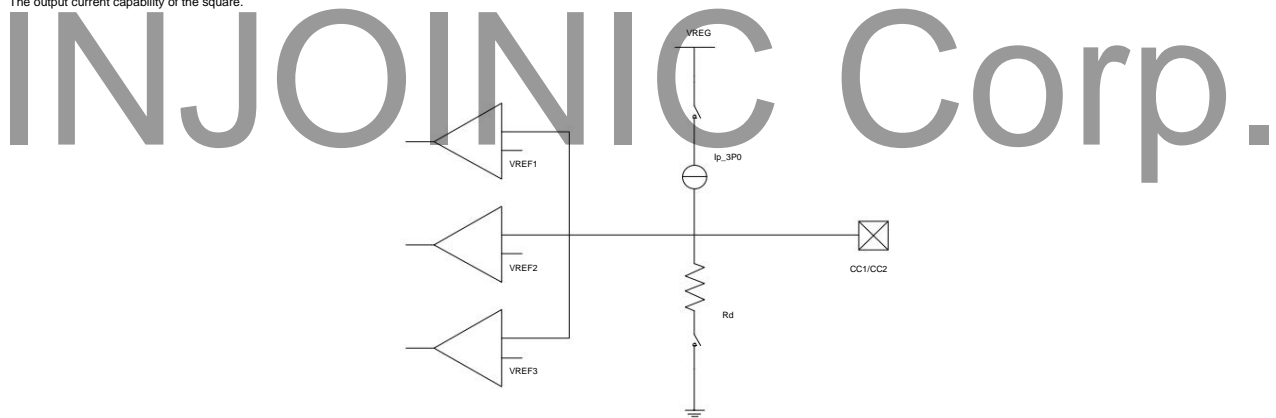 The output current capability of the square.
INJOINIC Corp.
VREG
Ip_3P0
VREF1
VREF2
CC1/CC2
Rd
VREF3